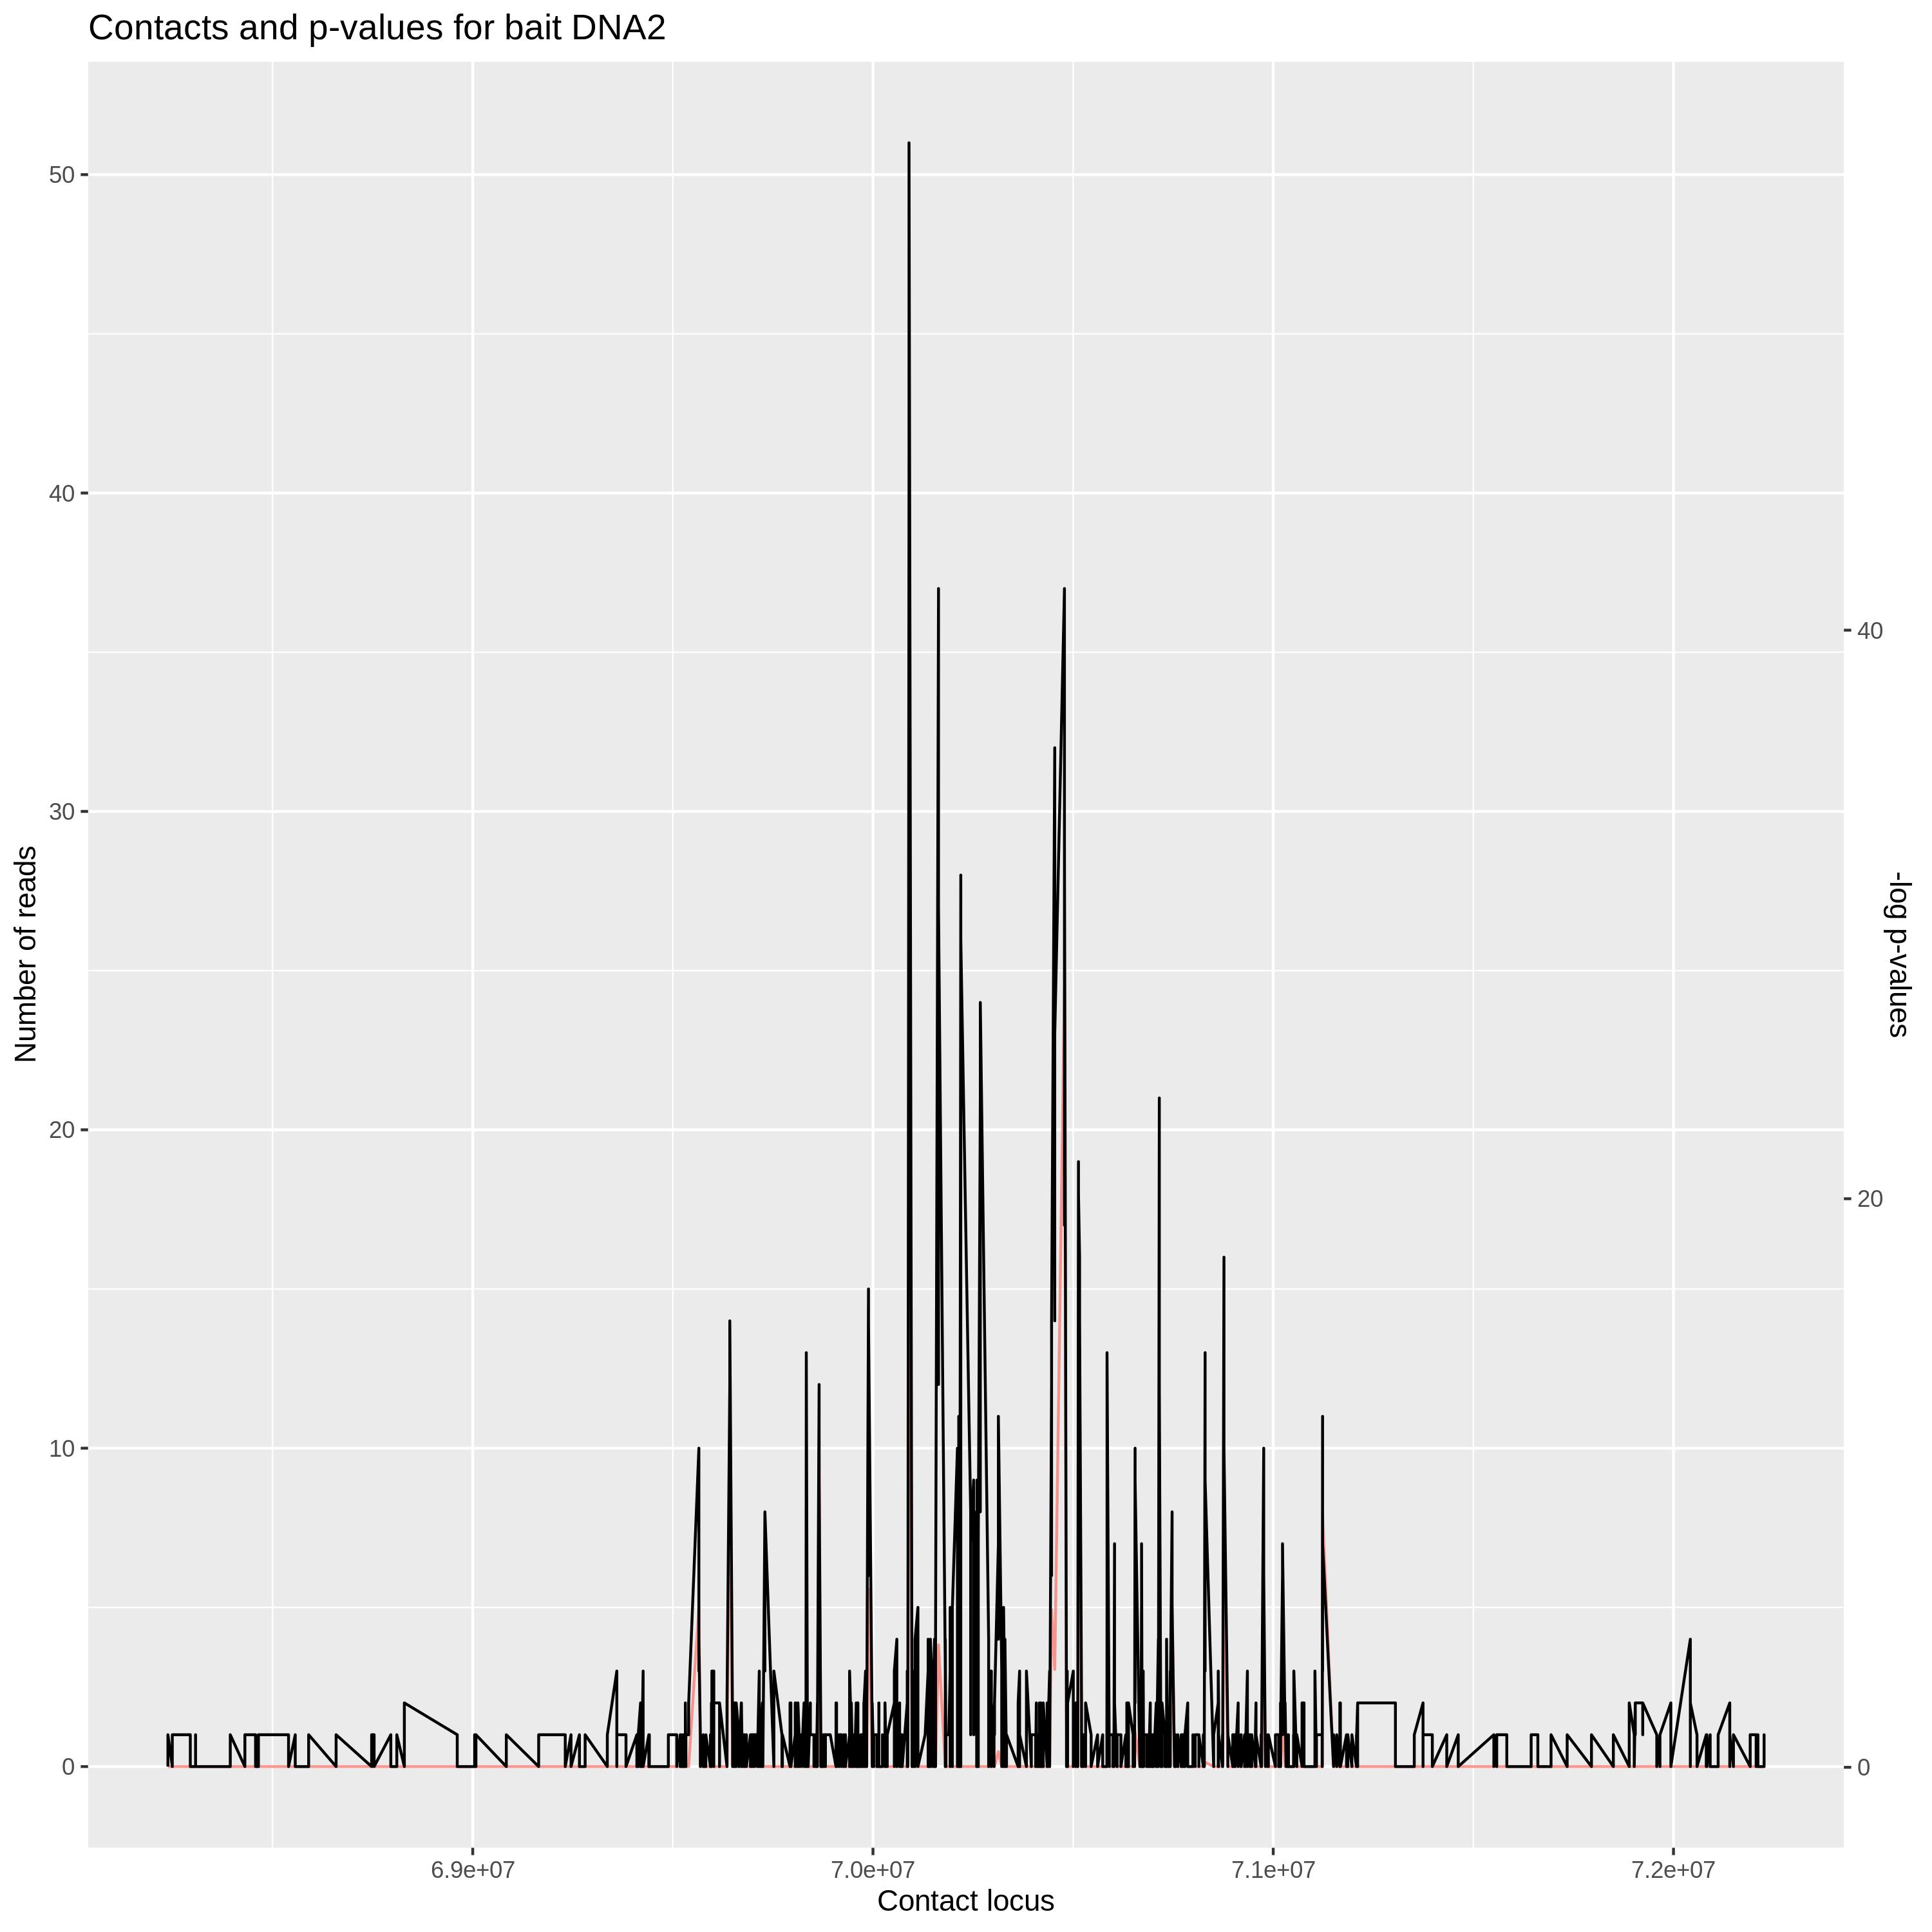 Contacts and p-values for bait DNA2
50
40
30
20
10
0
Number of reads
40
20
0
-log p-values
6.9e+07
7.0e+07
7.1e+07
7.2e+07
Contact locus